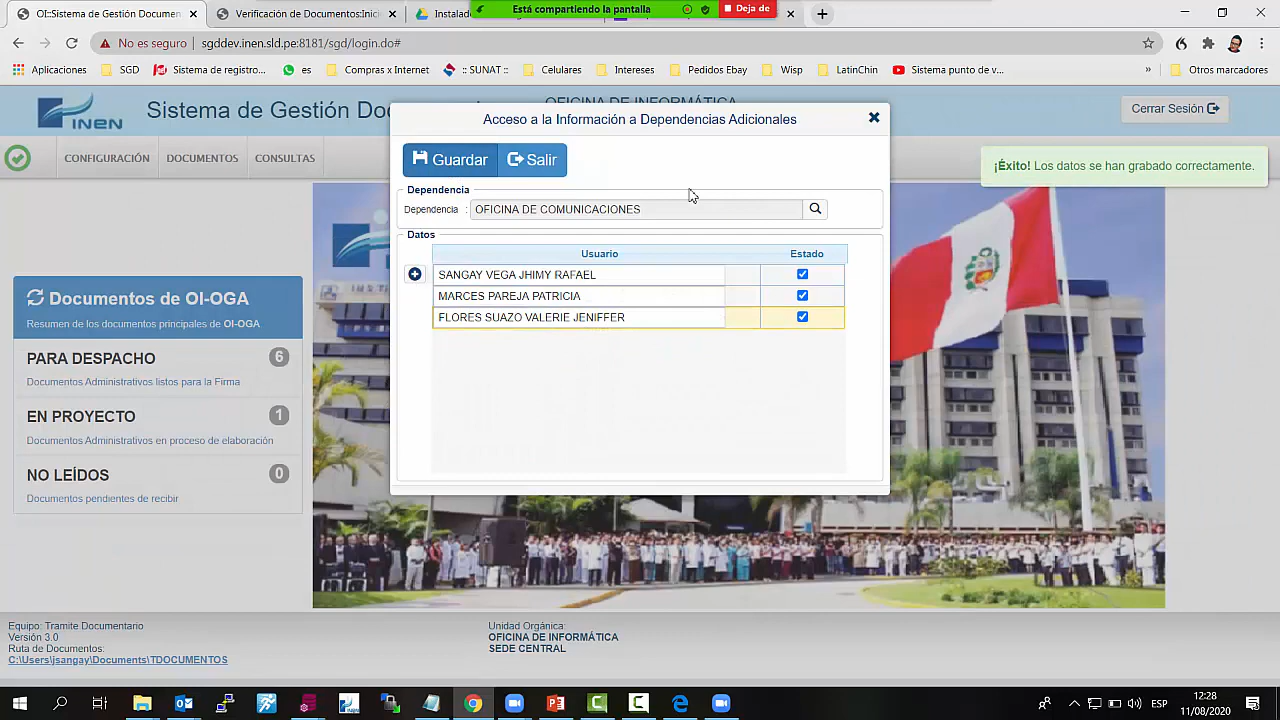 OI:Sistema de Gestión Documen
Verificación de Documentos:Inici
Instalad
Está compartiendo la pantalla
Deja de
No es seguro
sgddev.inen.sld.pe:8181/sgd/login.do#
Aplicaciones
SGD
Sistema de registro...
es
Compras x Internet
:: SUNAT ::
Celulares
Intereses
Pedidos Ebay
Wisp
LatinChin
Sistema punto de v...
»
Otros marcadores
INEN
Sistema de Gestión Do
OFICINA DE INFORMÁTICA
Cerrar Sesión
CONFIGURACIÓN
DOCUMENTOS
CONSULTAS
¡Éxito! Los datos se han grabado correctamente.
Acceso a la Información a Dependencias Adicionales
Guardar
Salir
Dependencia
Dependencia :
OFICINA DE COMUNICACIONES
Datos
Usuario
Estado
SANGAY VEGA JHIMY RAFAEL
MARCES PAREJA PATRICIA
FLORES SUAZO VALERIE JENIFFER
Documentos de OI-OGA
Resumen de los documentos principales de OI-OGA
PARA DESPACHO
6
Documentos Administrativos listos para la Firma
EN PROYECTO
1
Documentos Administrativos en proceso de elaboración
NO LEÍDOS
0
Documentos pendientes de recibir
Equipo: Tramite Documentario
Versión 3.0
Ruta de Documentos:
C:\Users\jsangay\Documents\TDOCUMENTOS
Unidad Orgánica:
OFICINA DE INFORMÁTICA
SEDE CENTRAL
ESP
12:28
11/08/2020